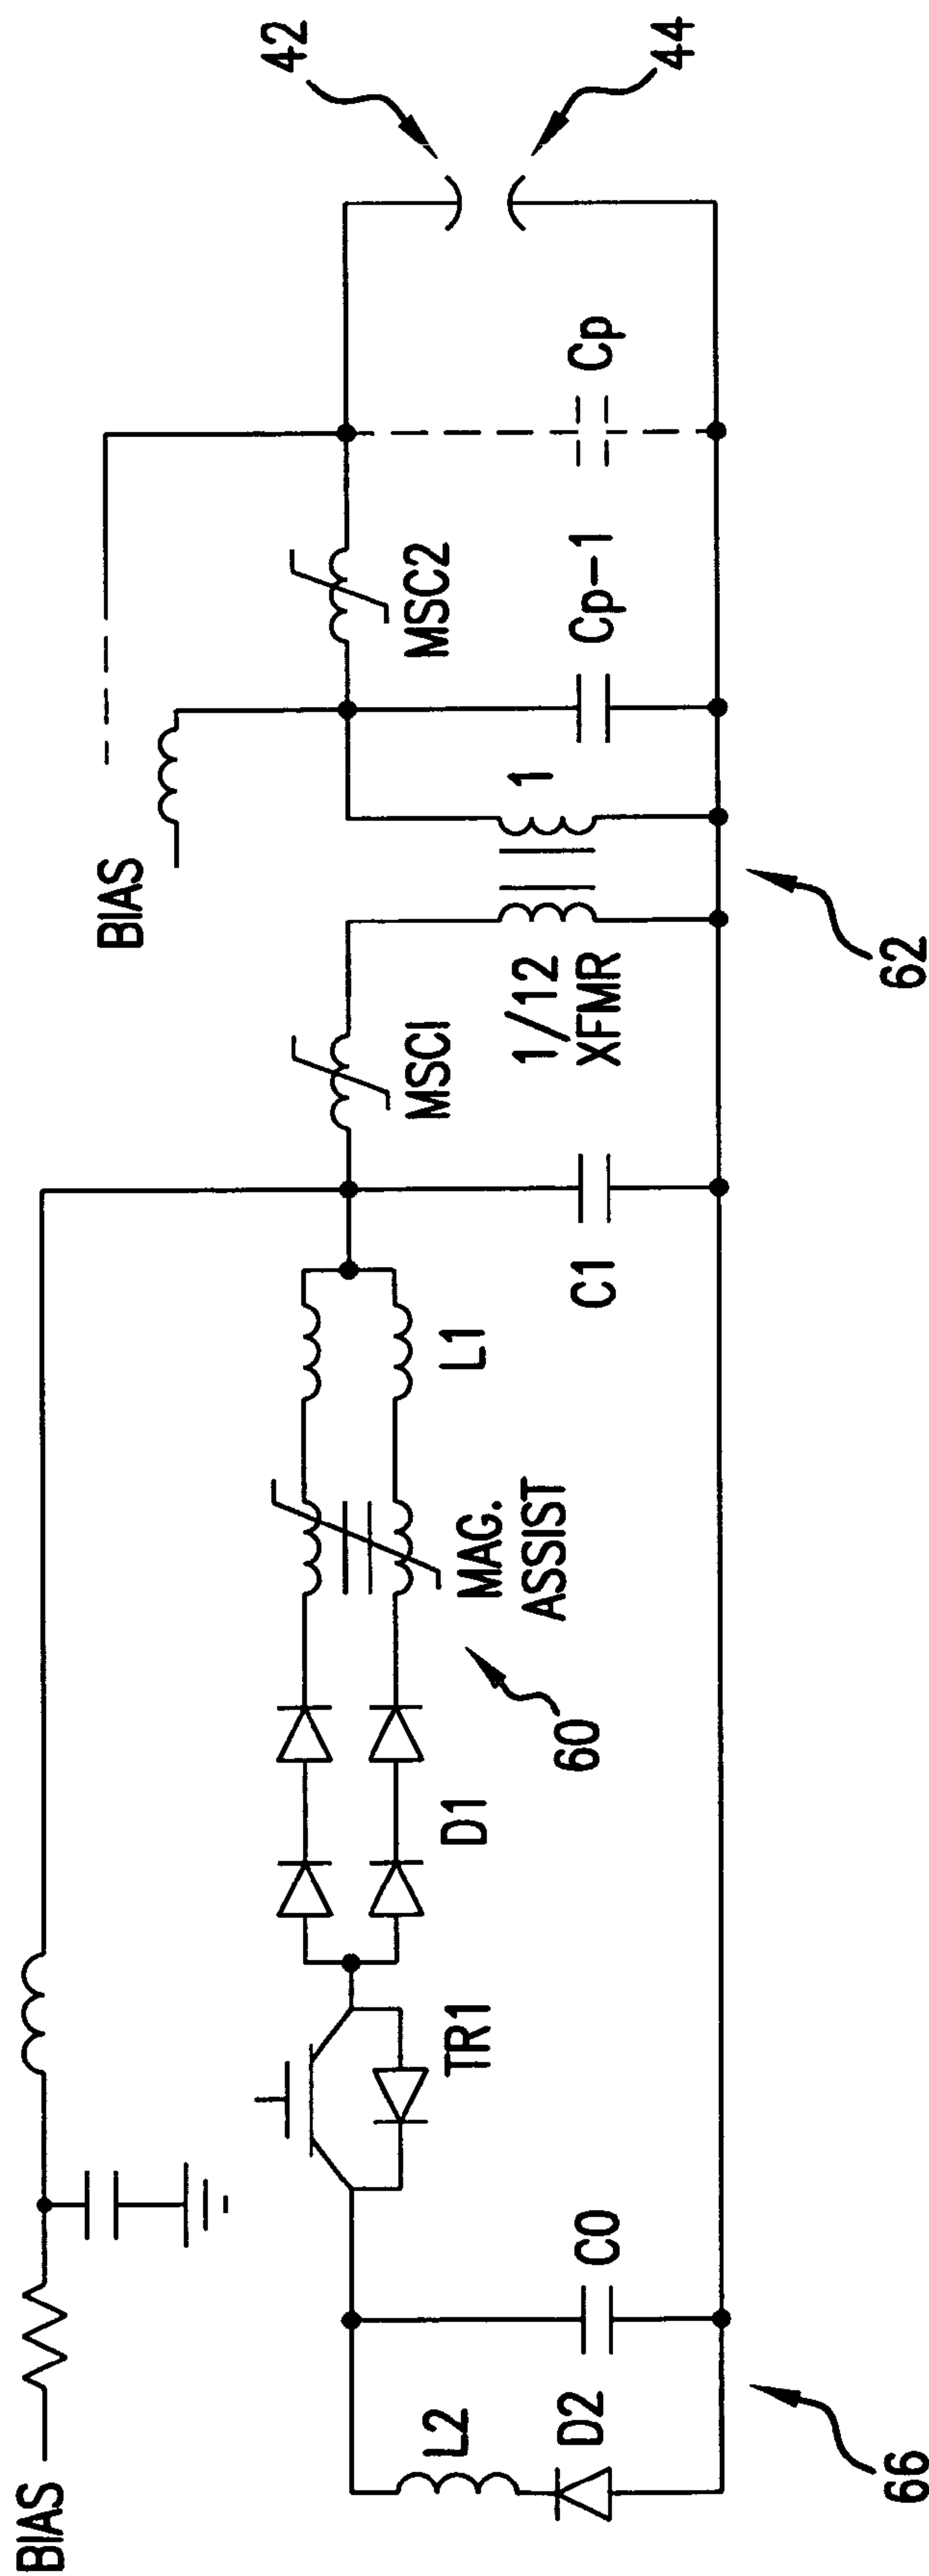 BIAS
BIAS
42
44
MAG.
ASSIST
L1
MSCI
MSC2
60
D1
TR1
C1
1/12
XFMR
1
Cp-1
Cp
L2
D2
C0
66
62